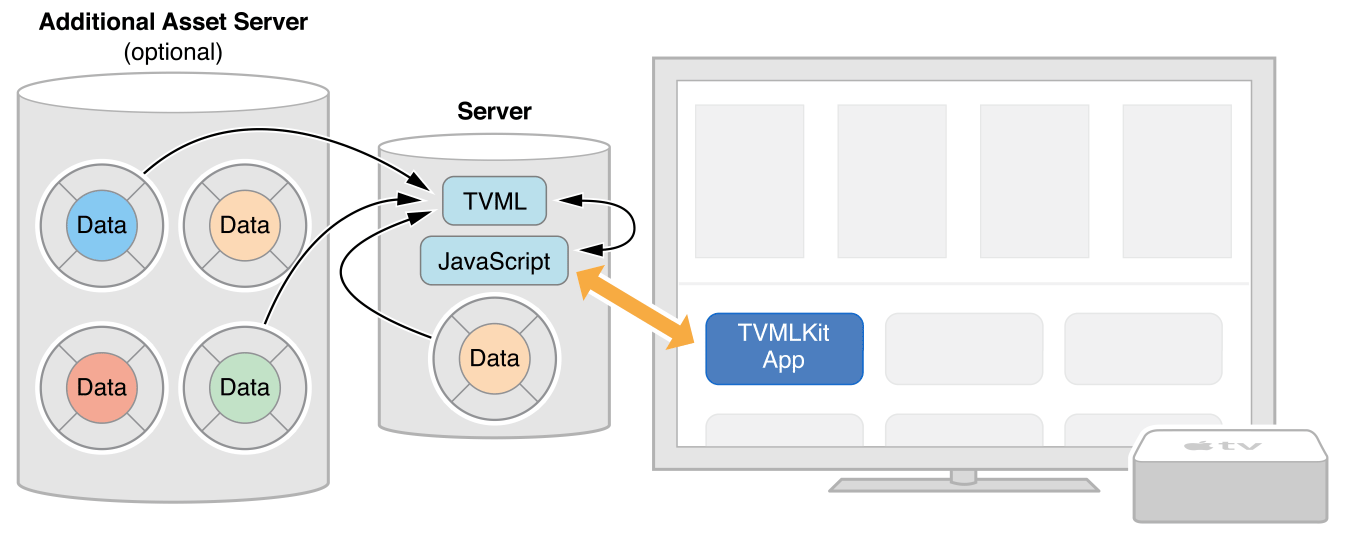 Additional Asset Server
(optional)
Data
Data
Data
Data
Server
TVML
JavaScript
Data
TVMLKit
App
tv